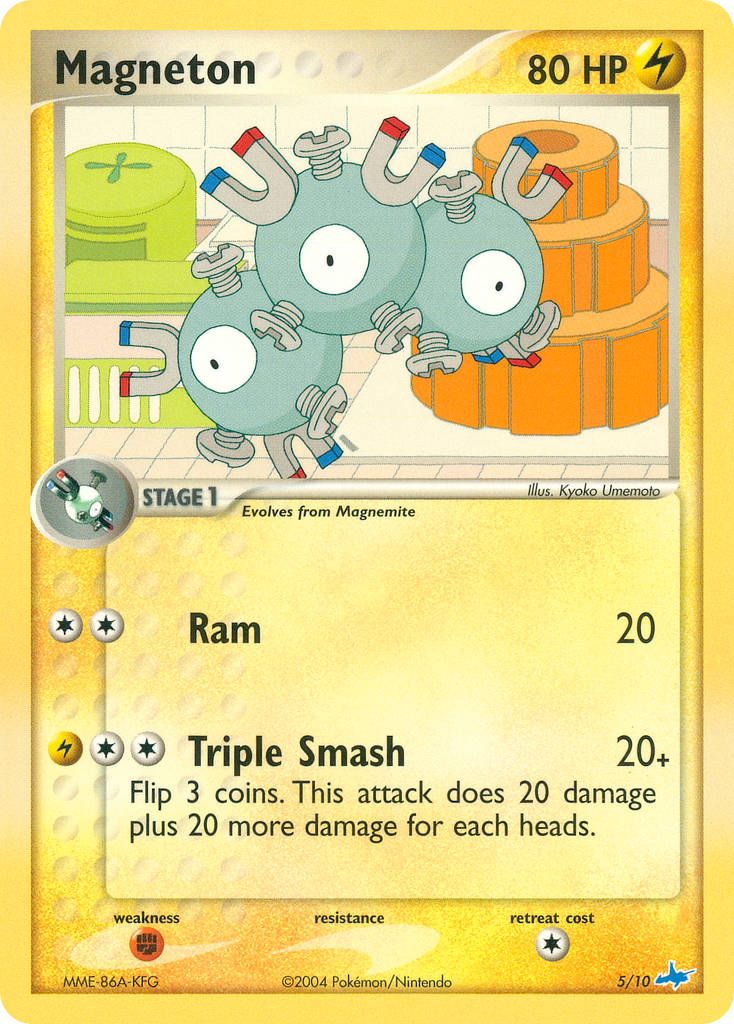 Magneton
80 HP
Illus. Kyoko Umemoto
STAGE 1
Evolves from Magnemite
Ram 20
Triple Smash 20+
Flip 3 coins. This attack does 20 damage
plus 20 more damage for each heads.
weakness resistance retreat cost
MME-86A-KFG ©2004 Pokémon/Nintendo 5/10